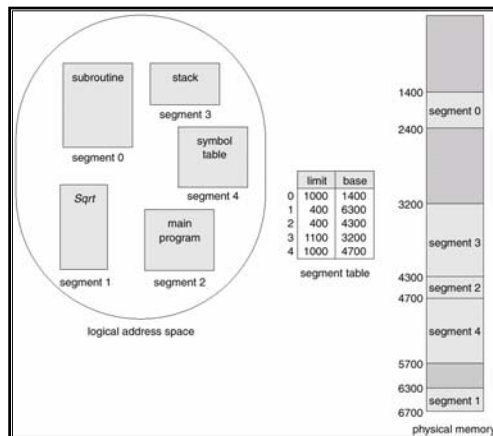 subroutine
segment 0
stack
segment 3
symbol
table
segment 4
Sqrt
segment 1
main
program
segment 2
logical address space
limit base
0 1000 1400
1 400 6300
2 400 4300
3 1100 3200
4 1000 4700
segment table
1400
segment 0
2400
3200
segment 3
4300
segment 2
4700
segment 4
5700
6300
segment 1
6700
physical memory